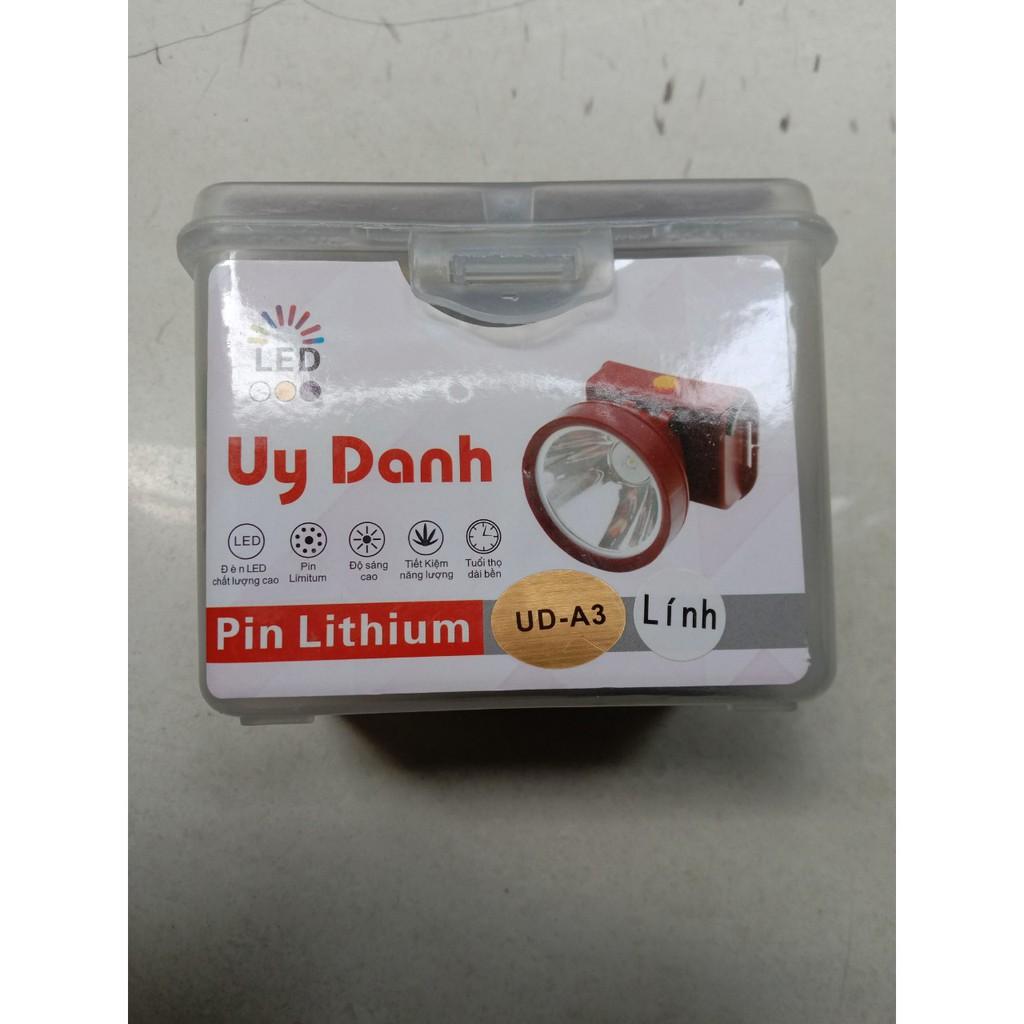 LED
Uy Danh
LED
Đ è n LED
chất lượng cao
Pin
Limitum
Độ sáng
cao
Tiết Kiệm
năng lượng
Tuổi thọ
dài bền
Pin Lithium
UD-A3
Lính